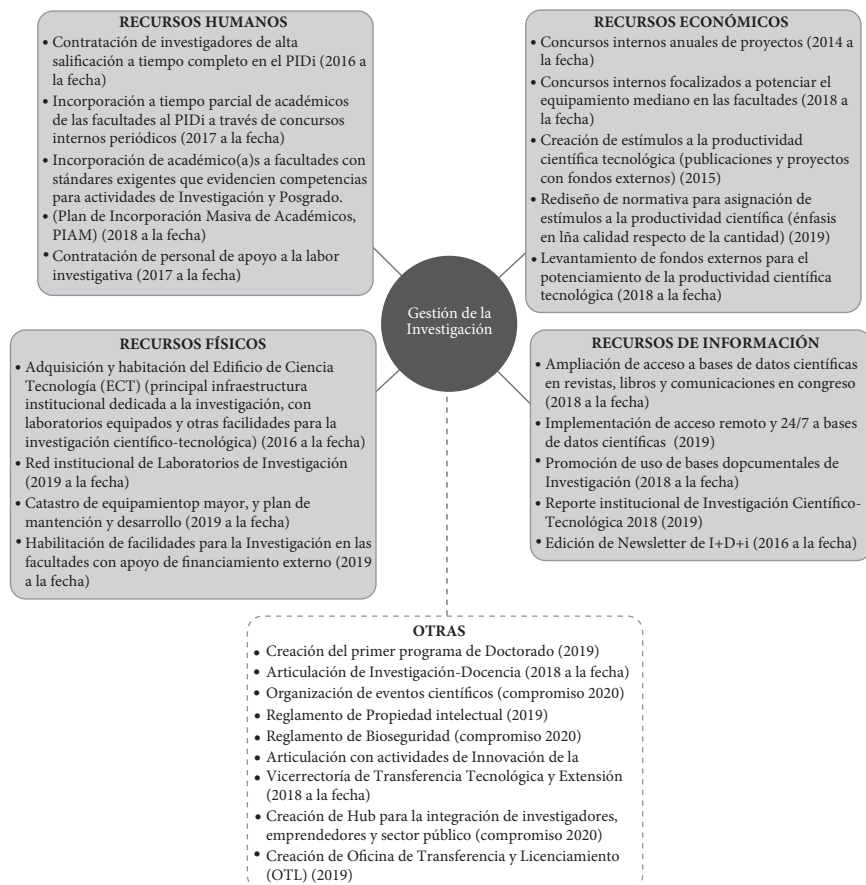 RECURSOS HUMANOS
• Contratación de investigadores de alta
salificación a tiempo completo en el PIDi (2016 a
la fecha)
• Incorporación a tiempo parcial de académicos
de las facultades al PIDi a través de concursos
internos periódicos (2017 a la fecha)
• Incorporación de académico(a)s a facultades con
stándares exigentes que evidencien competencias
para actividades de Investigación y Posgrado.
• (Plan de Incorporación Masiva de Académicos,
PIAM) (2018 a la fecha)
• Contratación de personal de apoyo a la labor
investigativa (2017 a la fecha)
RECURSOS ECONÓMICOS
• Concursos internos anuales de proyectos (2014 a
la fecha)
• Concursos internos focalizados a potenciar el
equipamiento mediano en las facultades (2018 a
la fecha)
• Creación de estímulos a la productividad
científica tecnológica (publicaciones y proyectos
con fondos externos) (2015)
• Rediseño de normativa para asignación de
estímulos a la productividad científica (énfasis
en lña calidad respecto de la cantidad) (2019)
• Levantamiento de fondos externos para el
potenciamiento de la productividad científica
tecnológica (2018 a la fecha)
Gestión de la
Investigación
RECURSOS FÍSICOS
• Adquisición y habitación del Edificio de Ciencia
Tecnología (ECT) (principal infraestructura
institucional dedicada a la investigación, con
laboratorios equipados y otras facilidades para la
investigación científico-tecnológica) (2016 a la fecha)
• Red institucional de Laboratorios de Investigación
(2019 a la fecha)
• Catastro de equipamientop mayor, y plan de
mantención y desarrollo (2019 a la fecha)
• Habilitación de facilidades para la Investigación en las
facultades con apoyo de financiamiento externo (2019
a la fecha)
RECURSOS DE INFORMACIÓN
• Ampliación de acceso a bases de datos científicas
en revistas, libros y comunicaciones en congreso
(2018 a la fecha)
• Implementación de acceso remoto y 24/7 a bases
de datos científicas (2019)
• Promoción de uso de bases dopcumentales de
Investigación (2018 a la fecha)
• Reporte institucional de Investigación Científico-
Tecnológica 2018 (2019)
• Edición de Newsletter de I+D+i (2016 a la fecha)
OTRAS
• Creación del primer programa de Doctorado (2019)
• Articulación de Investigación-Docencia (2018 a la fecha)
• Organización de eventos científicos (compromiso 2020)
• Reglamento de Propiedad intelectual (2019)
• Reglamento de Bioseguridad (compromiso 2020)
• Articulación con actividades de Innovación de la
• Vicerrectoría de Transferencia Tecnológica y Extensión
(2018 a la fecha)
• Creación de Hub para la integración de investigadores,
emprendedores y sector público (compromiso 2020)
• Creación de Oficina de Transferencia y Licenciamiento
(OTL) (2019)